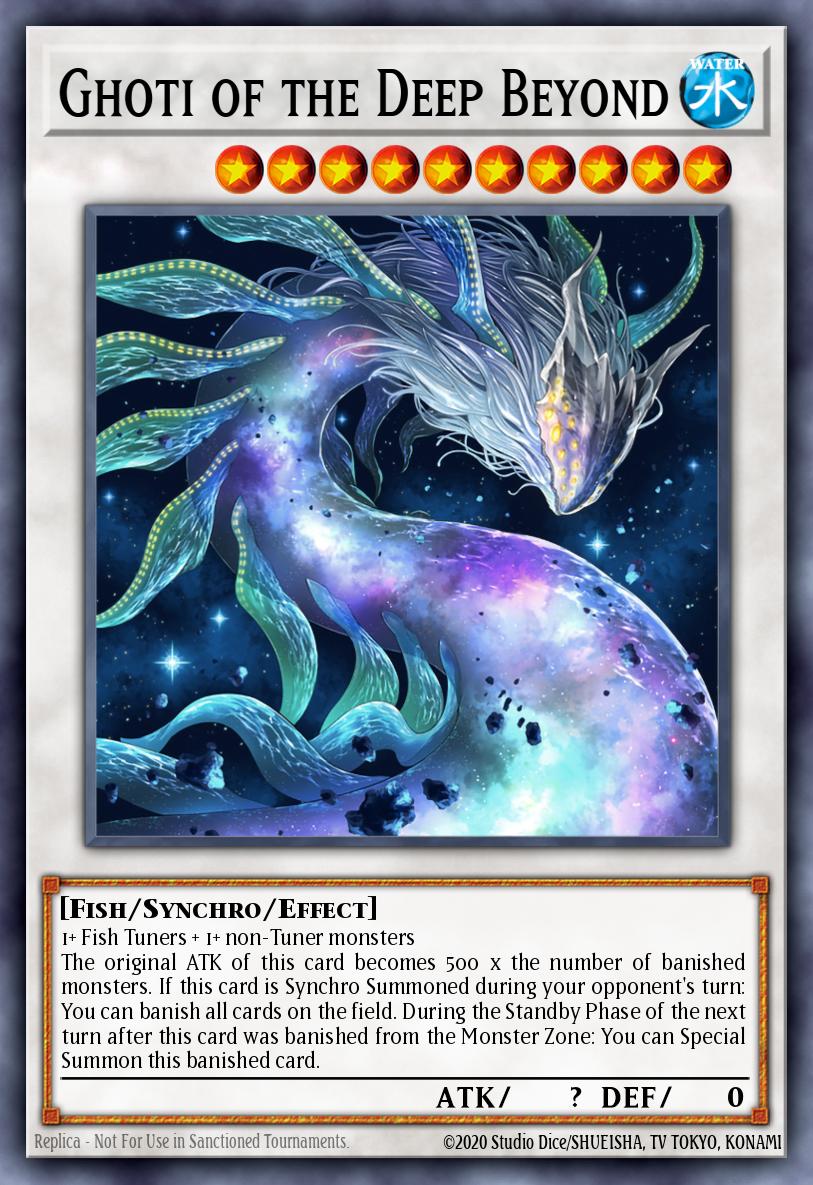 Ghoti of the Deep Beyond
WATER
水
[Fish/Synchro/Effect]
1+ Fish Tuners + 1+ non-Tuner monsters
The original ATK of this card becomes 500 x the number of banished
monsters. If this card is Synchro Summoned during your opponent's turn:
You can banish all cards on the field. During the Standby Phase of the next
turn after this card was banished from the Monster Zone: You can Special
Summon this banished card.
ATK/ ? DEF/ 0
Replica - Not For Use in Sanctioned Tournaments. ©2020 Studio Dice/SHUEISHA, TV TOKYO, KONAMI